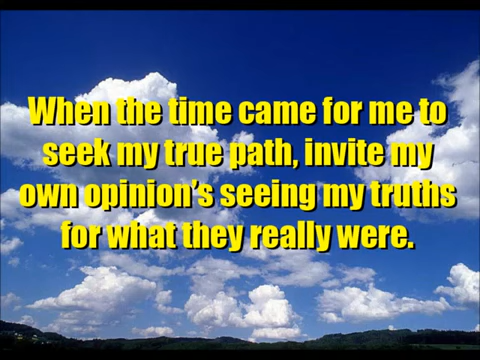 When the time came for me to
seek my true path, invite my
own opinion's seeing my truths
for what they really were.